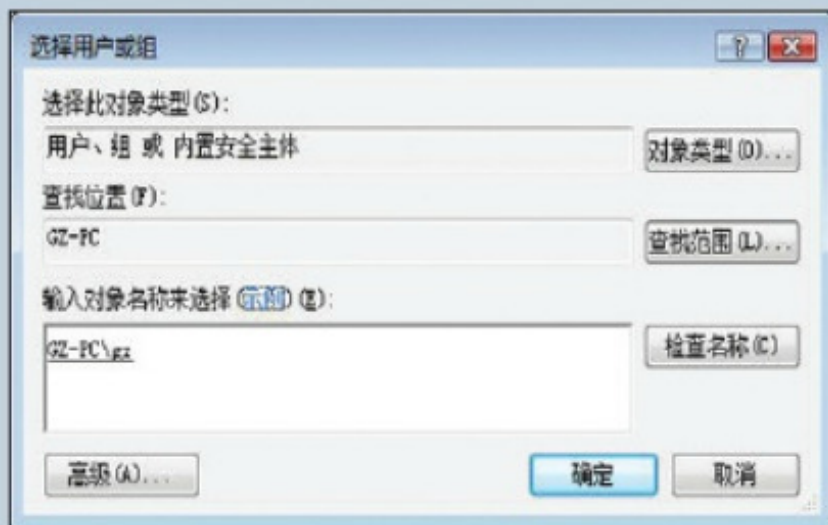 选择用户或组
选择此对象类型(S):
用户、组 或 内置安全主体
对象类型(O)...
查找位置(F):
GZ-PC
查找范围(L)...
输入对象名称来选择(示例)(E):
GZ-PC\gz
检查名称(C)
高级(A)...
确定
取消